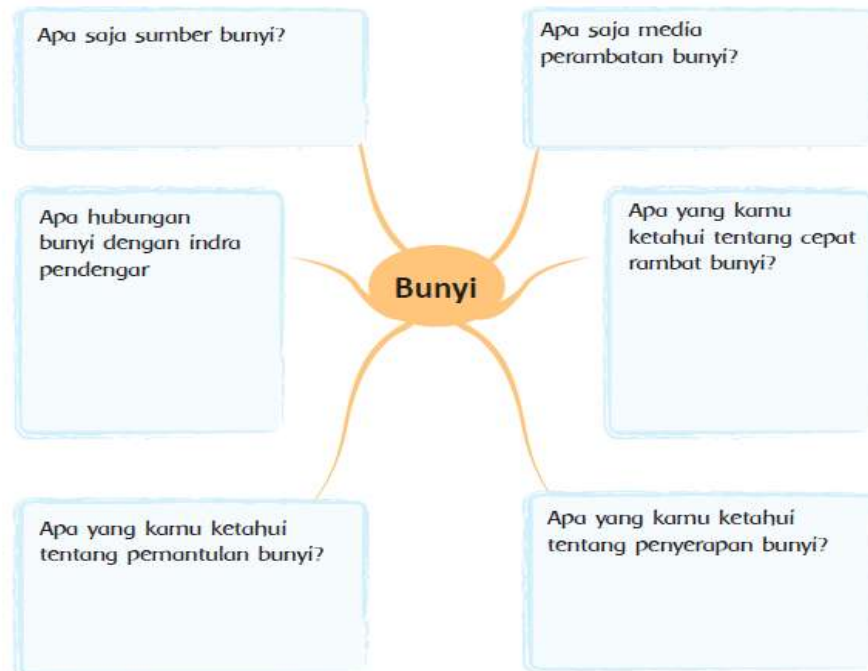 Apa saja sumber bunyi?
Apa saja media
perambatan bunyi?
Apa hubungan
bunyi dengan indra
pendengar
Bunyi
Apa yang kamu
ketahui tentang cepat
rambat bunyi?
Apa yang kamu ketahui
tentang pemantulan bunyi?
Apa yang kamu ketahui
tentang penyerapan bunyi?